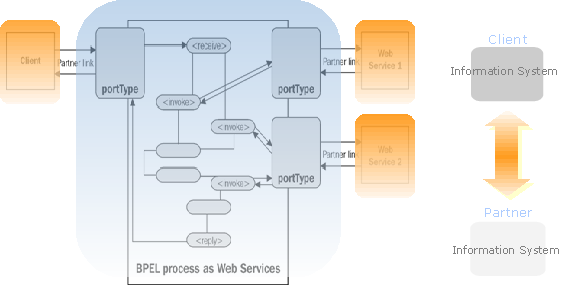 Client
Partner link
portType
<receive>
<invoke>
<invoke>
<invoke>
<reply>
portType
portType
Partner link
Web
Service 1
Partner link
Web
Service 2
BPEL process as Web Services
Client
Information System
Partner
Information System